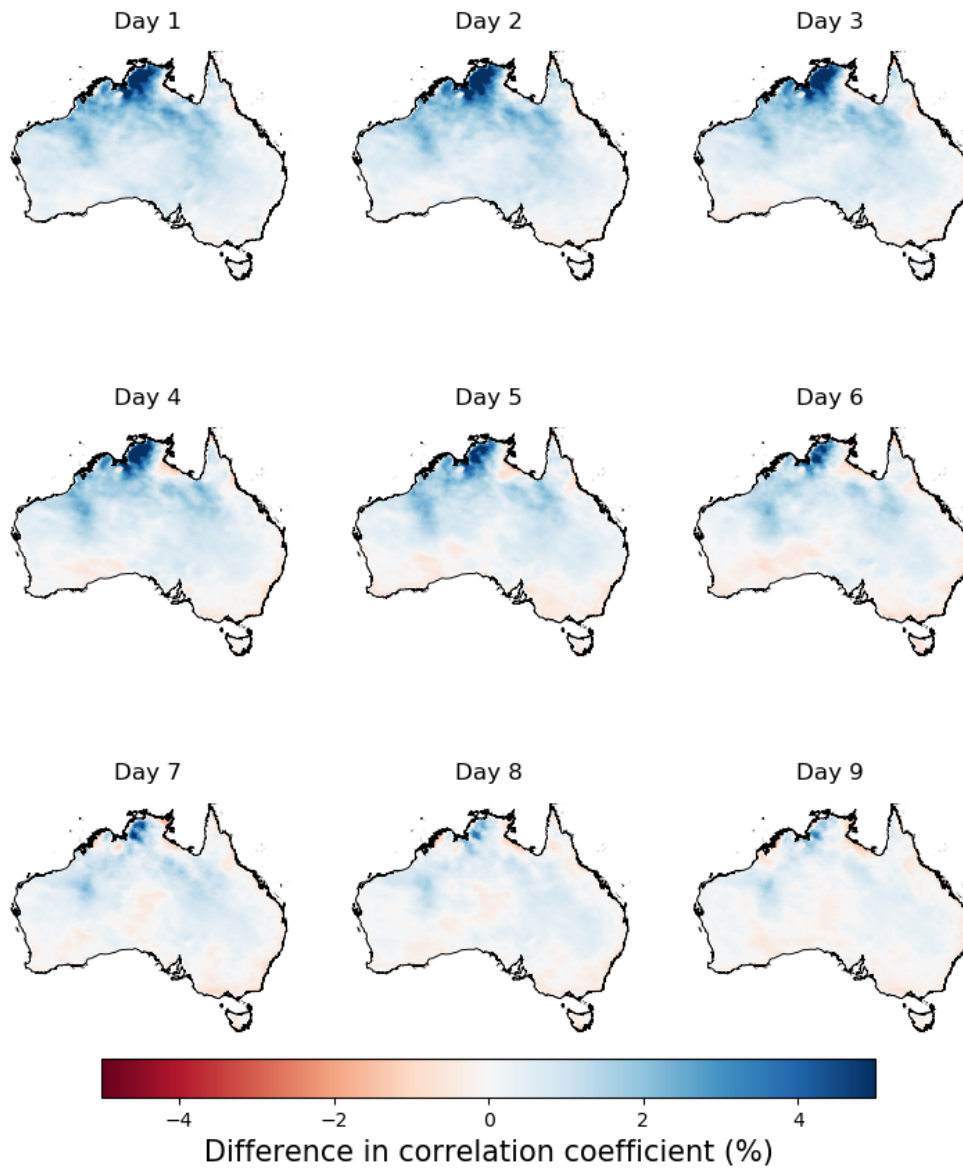 Day 1 Day 2 Day 3
Day 4 Day 5 Day 6
Day 7 Day 8 Day 9
−4 −2 0 2 4
Difference in correlation coefficient (%)